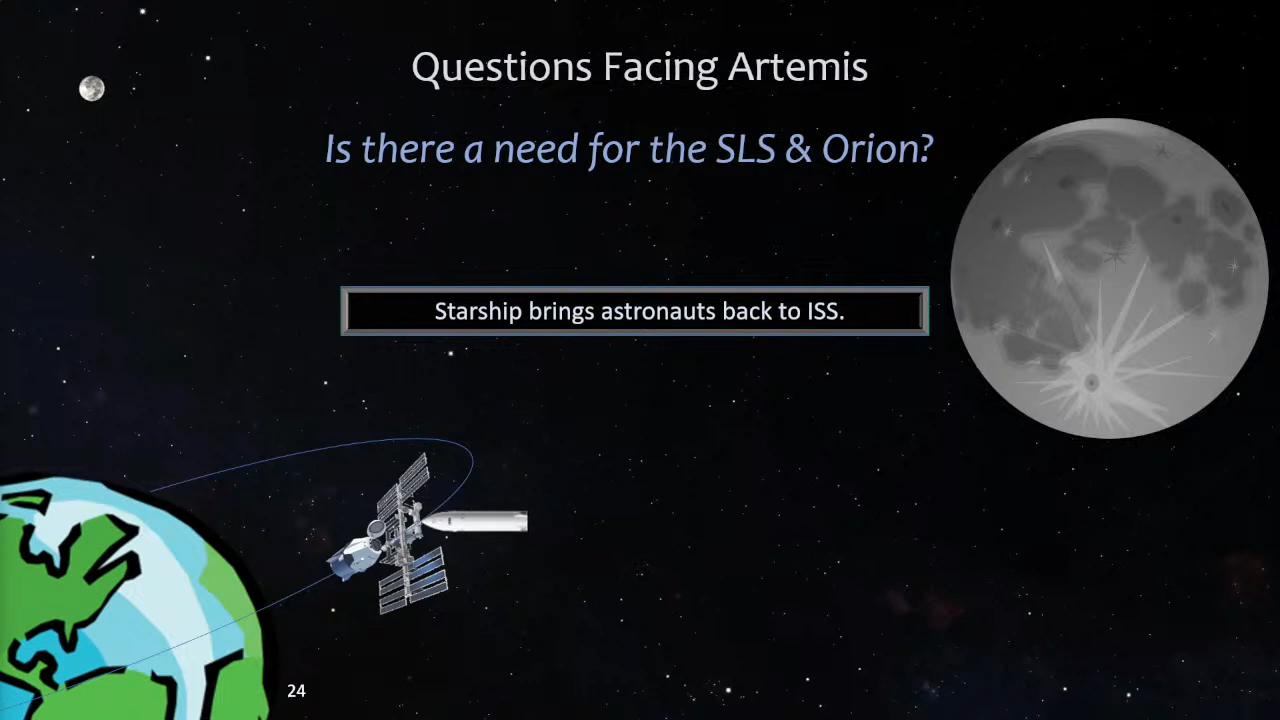 Questions Facing Artemis
Is there a need for the SLS & Orion?
Starship brings astronauts back to ISS.
24